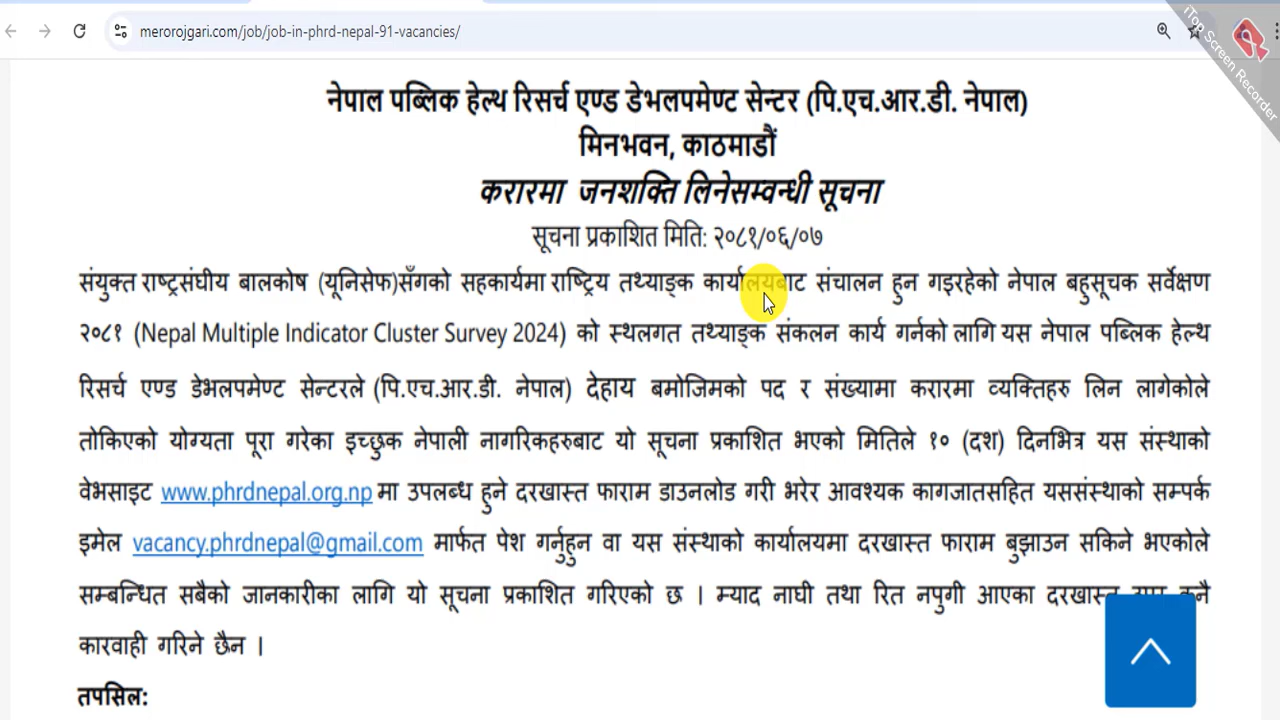 merorojgari.com/job/job-in-phrd-nepal-91-vacancies/
iTop Screen Recorder
नेपाल पब्लिक हेल्थ रिसर्च एण्ड डेभलपमेण्ट सेन्टर (पि.एच.आर.डी. नेपाल)
मिनभवन, काठमाडौं
करारमा जनशक्ति लिनेसम्वन्धी सूचना
सूचना प्रकाशित मिति: २०८१/०६/०७
संयुक्त राष्ट्रसंघीय बालकोष (यूनिसेफ)सँगको सहकार्यमा राष्ट्रिय तथ्याङ्क कार्यालयबाट संचालन हुन गइरहेको नेपाल बहुसूचक सर्वेक्षण
२०८१ (Nepal Multiple Indicator Cluster Survey 2024) को स्थलगत तथ्याङ्क संकलन कार्य गर्नको लागि यस नेपाल पब्लिक हेल्थ
रिसर्च एण्ड डेभलपमेण्ट सेन्टरले (पि.एच.आर.डी. नेपाल) देहाय बमोजिमको पद र संख्यामा करारमा व्यक्तिहरु लिन लागेकोले
तोकिएको योग्यता पूरा गरेका इच्छुक नेपाली नागरिकहरुबाट यो सूचना प्रकाशित भएको मितिले १० (दश) दिनभित्र यस संस्थाको
वेभसाइट www.phrdnepal.org.np मा उपलब्ध हुने दरखास्त फाराम डाउनलोड गरी भरेर आवश्यक कागजातसहित यससंस्थाको सम्पर्क
इमेल vacancy.phrdnepal@gmail.com मार्फत पेश गर्नुहुन वा यस संस्थाको कार्यालयमा दरखास्त फाराम बुझाउन सकिने भएकोले
सम्बन्धित सबैको जानकारीका लागि यो सूचना प्रकाशित गरिएको छ । म्याद नाघी तथा रित नपुगी आएका दरखास्त कुनै
कारवाही गरिने छैन ।
तपसिल: